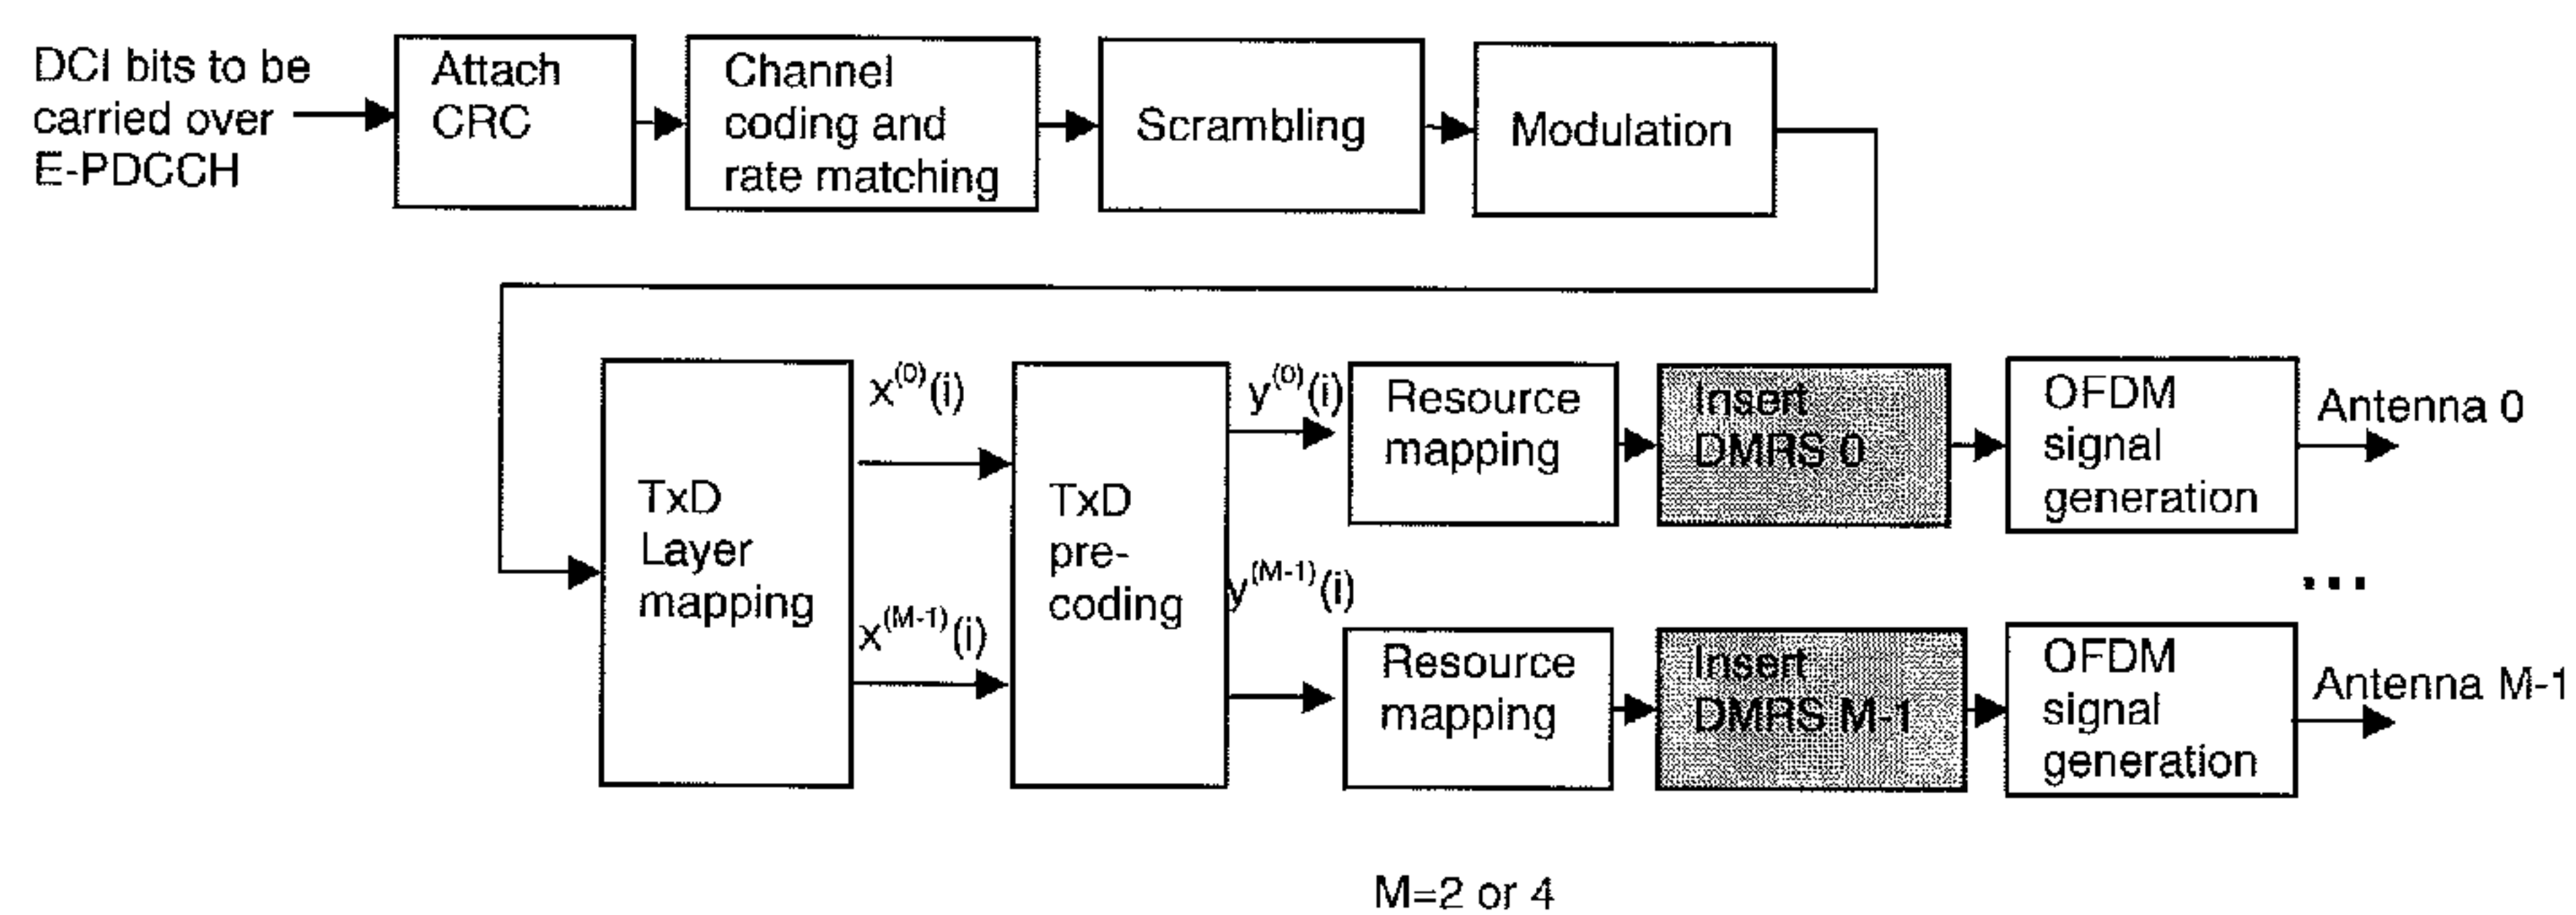 DCI bits to be
carried over
E-PDCCH
Attach
CRC
Channel
coding and
rate matching
Scrambling
Modulation
TxD
Layer
mapping
x^(0)(i)
x^(M-1)(i)
TxD
pre-
coding
y^(0)(i)
y^(M-1)(i)
Resource
mapping
Insert
DMRS 0
OFDM
signal
generation
Antenna 0
...
Resource
mapping
Insert
DMRS M-1
OFDM
signal
generation
Antenna M-1
M=2 or 4